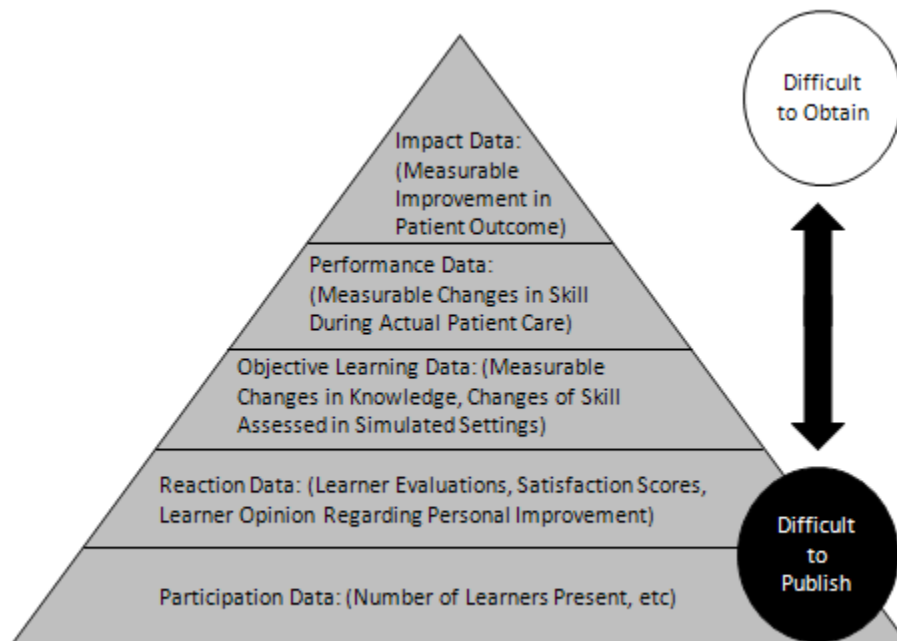 Difficult
to Obtain
Impact Data:
(Measurable
Improvement in
Patient Outcome)
Performance Data:
(Measurable Changes in Skill
During Actual Patient Care)
Objective Learning Data: (Measurable
Changes in Knowledge, Changes of Skill
Assessed in Simulated Settings)
Reaction Data: (Learner Evaluations, Satisfaction Scores,
Learner Opinion Regarding Personal Improvement)
Difficult
to
Publish
Participation Data: (Number of Learners Present, etc)